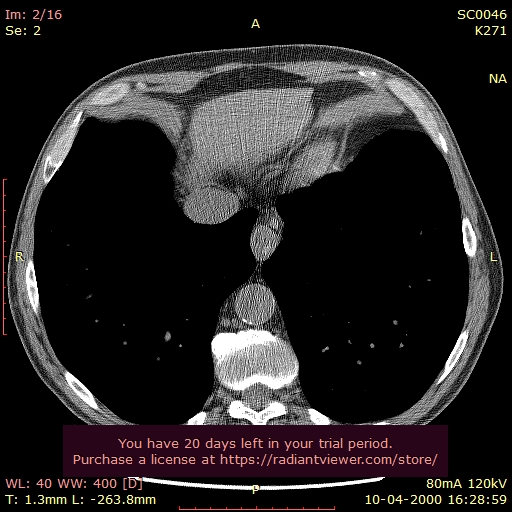 Im: 2/16
Se: 2
A
SC0046
K271
NA
R
L
You have 20 days left in your trial period.
Purchase a license at https://radiantviewer.com/store/
WL: 40 WW: 400 [D]
T: 1.3mm L: -263.8mm
P
80mA 120kV
10-04-2000 16:28:59